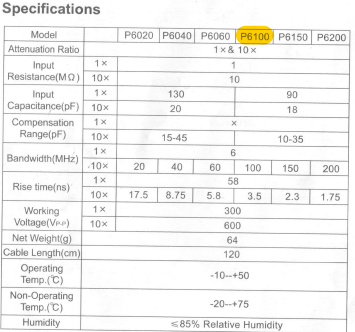 Specifications
Model P6020 P6040 P6060 P6100 P6150 P6200
Attenuation Ratio 1×& 10×
Input Resistance(MΩ) 1× 1
10× 10
Input Capacitance(pF) 1× 130 90
10× 20 18
Compensation Range(pF) 1× ×
10× 15-45 10-35
Bandwidth(MHz) 1× 6
10× 20 40 60 100 150 200
Rise time(ns) 1× 58
10× 17.5 8.75 5.8 3.5 2.3 1.75
Working Voltage(VP-P) 1× 300
10× 600
Net Weight(g) 64
Cable Length(cm) 120
Operating Temp.(℃) -10--+50
Non-Operating Temp.(℃) -20--+75
Humidity ≤85% Relative Humidity